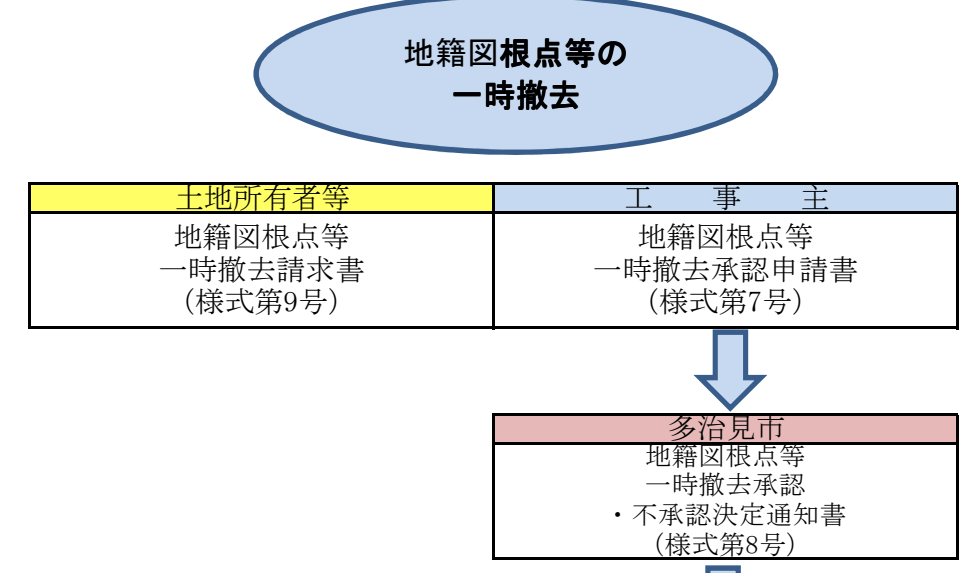 地籍図根点等の
一時撤去
土地所有者等
地籍図根点等
一時撤去請求書
(様式第9号)
工 事 主
地籍図根点等
一時撤去承認申請書
(様式第7号)
多治見市
地籍図根点等
一時撤去承認
・不承認決定通知書
(様式第8号)